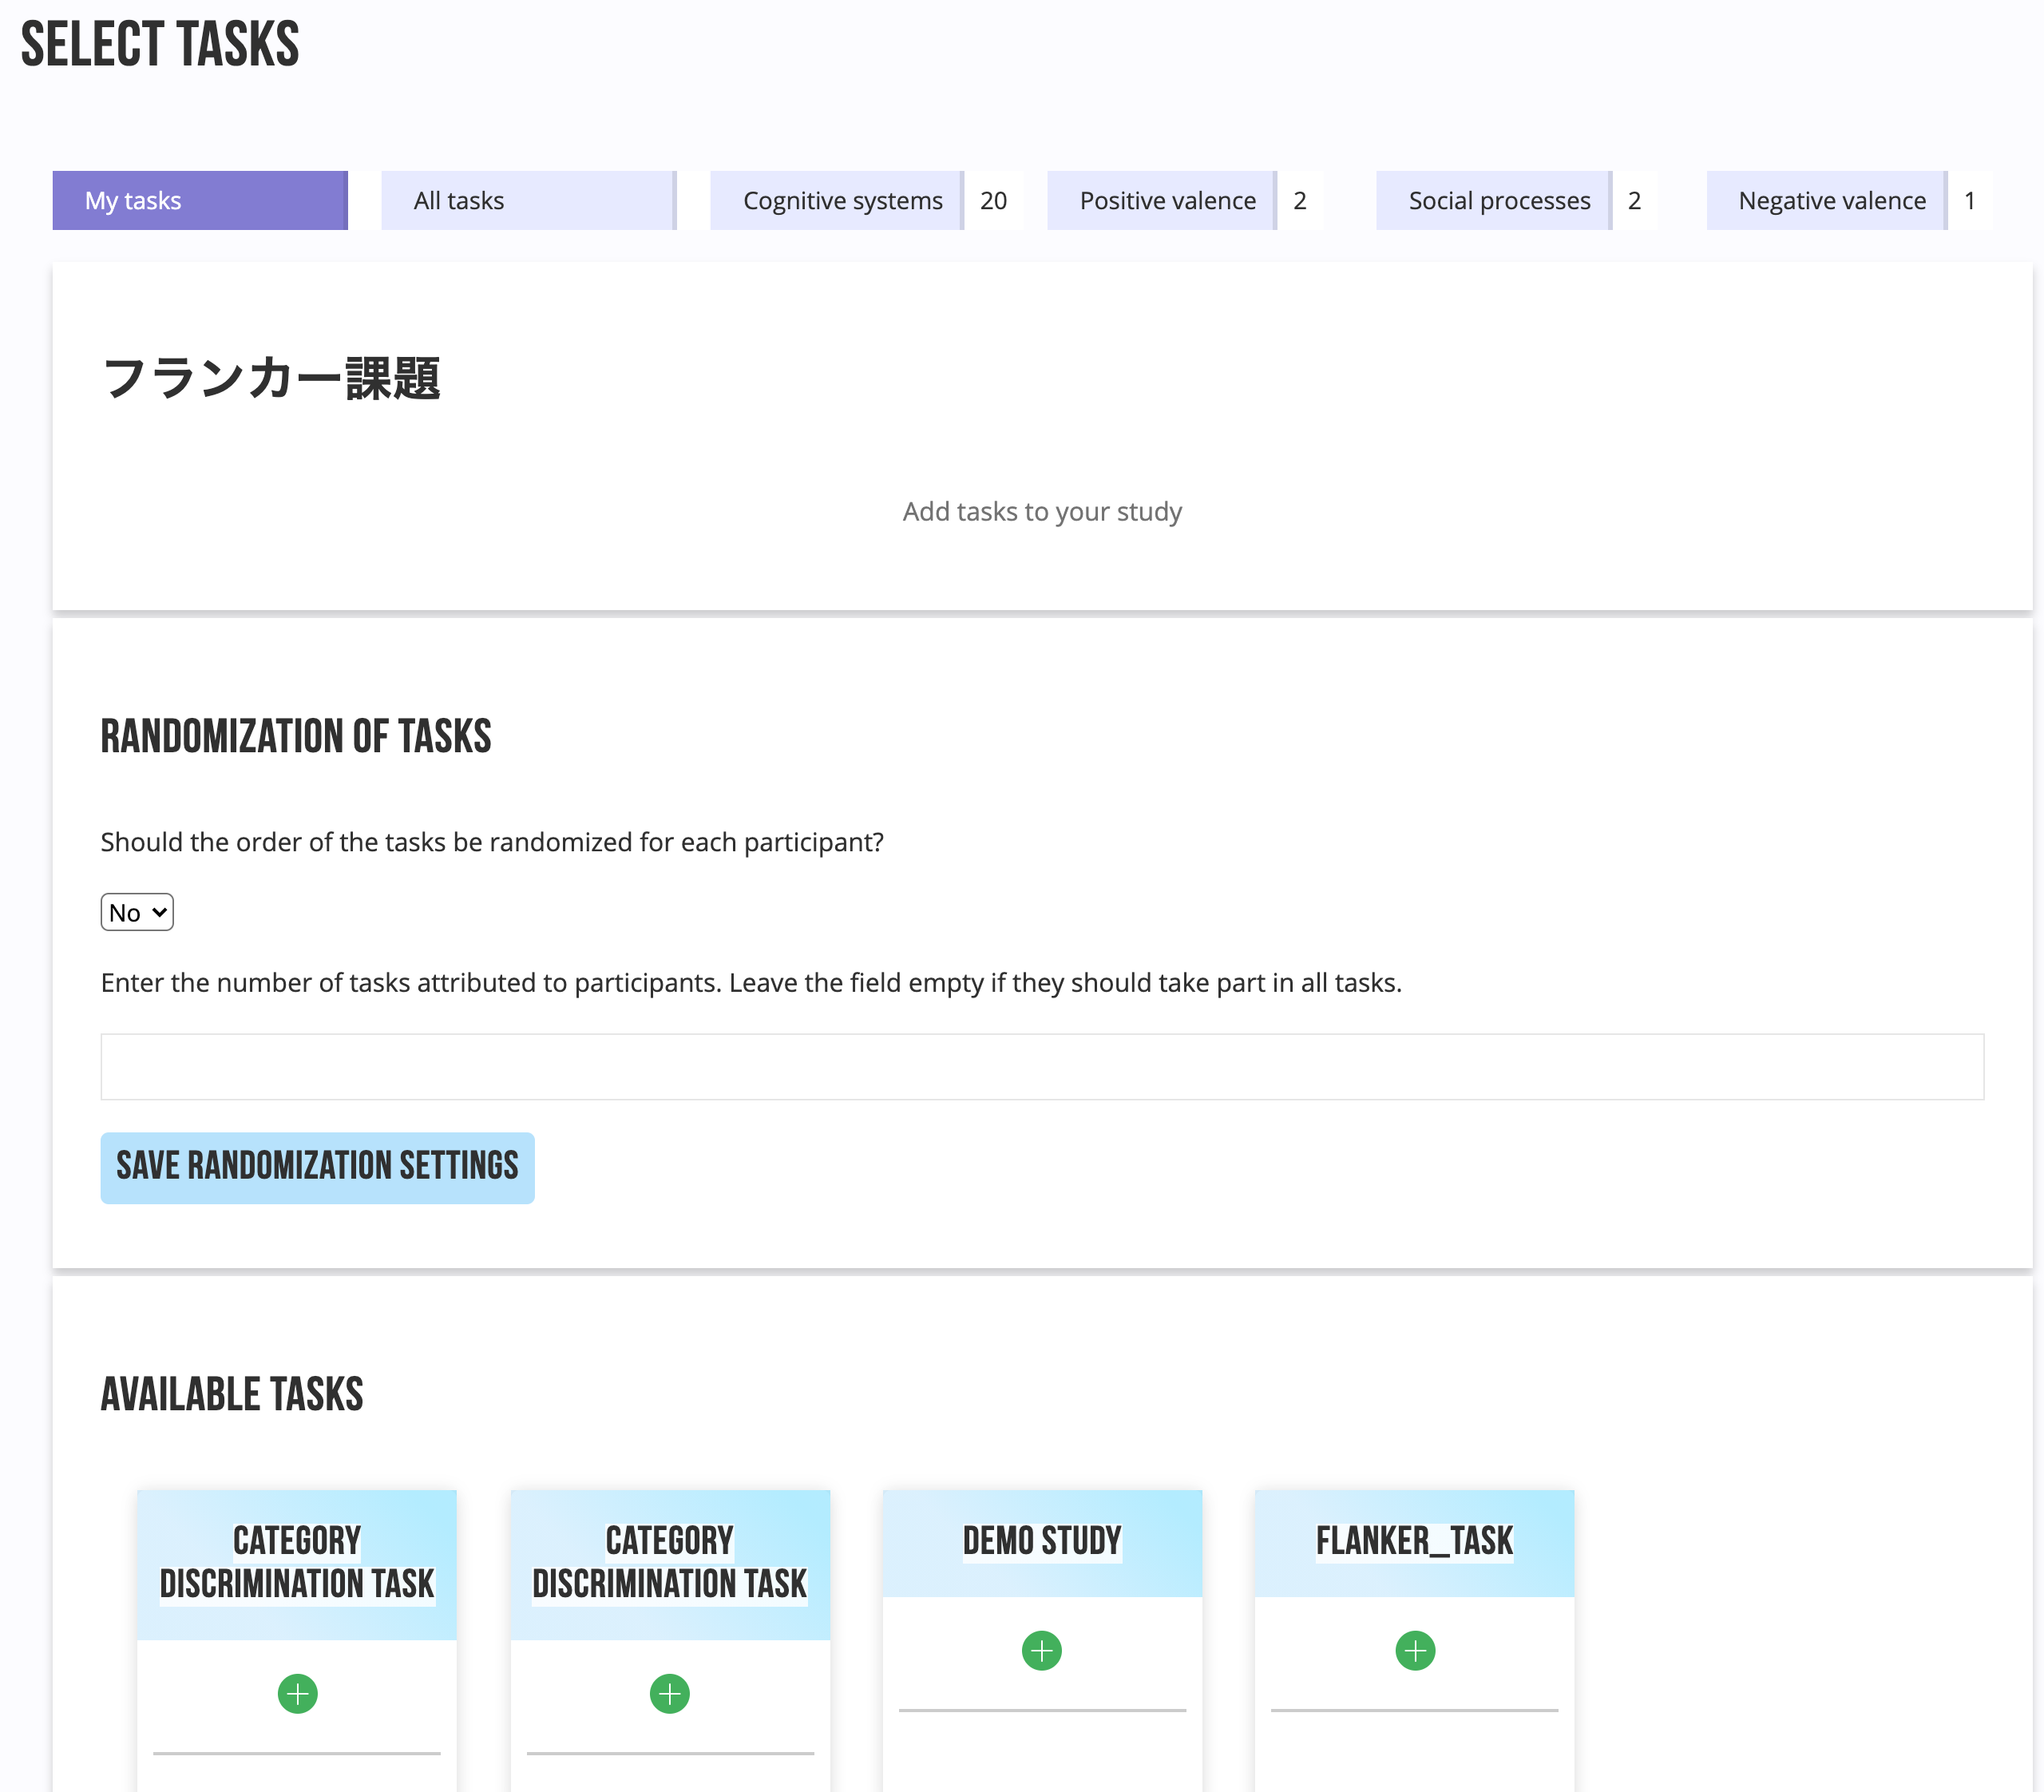 SELECT TASKS
My tasks
All tasks
Cognitive systems 20
Positive valence 2
Social processes 2
Negative valence 1
フランカー課題
Add tasks to your study
RANDOMIZATION OF TASKS
Should the order of the tasks be randomized for each participant?
No
Enter the number of tasks attributed to participants. Leave the field empty if they should take part in all tasks.
SAVE RANDOMIZATION SETTINGS
AVAILABLE TASKS
CATEGORY
DISCRIMINATION TASK
CATEGORY
DISCRIMINATION TASK
DEMO STUDY
FLANKER_TASK